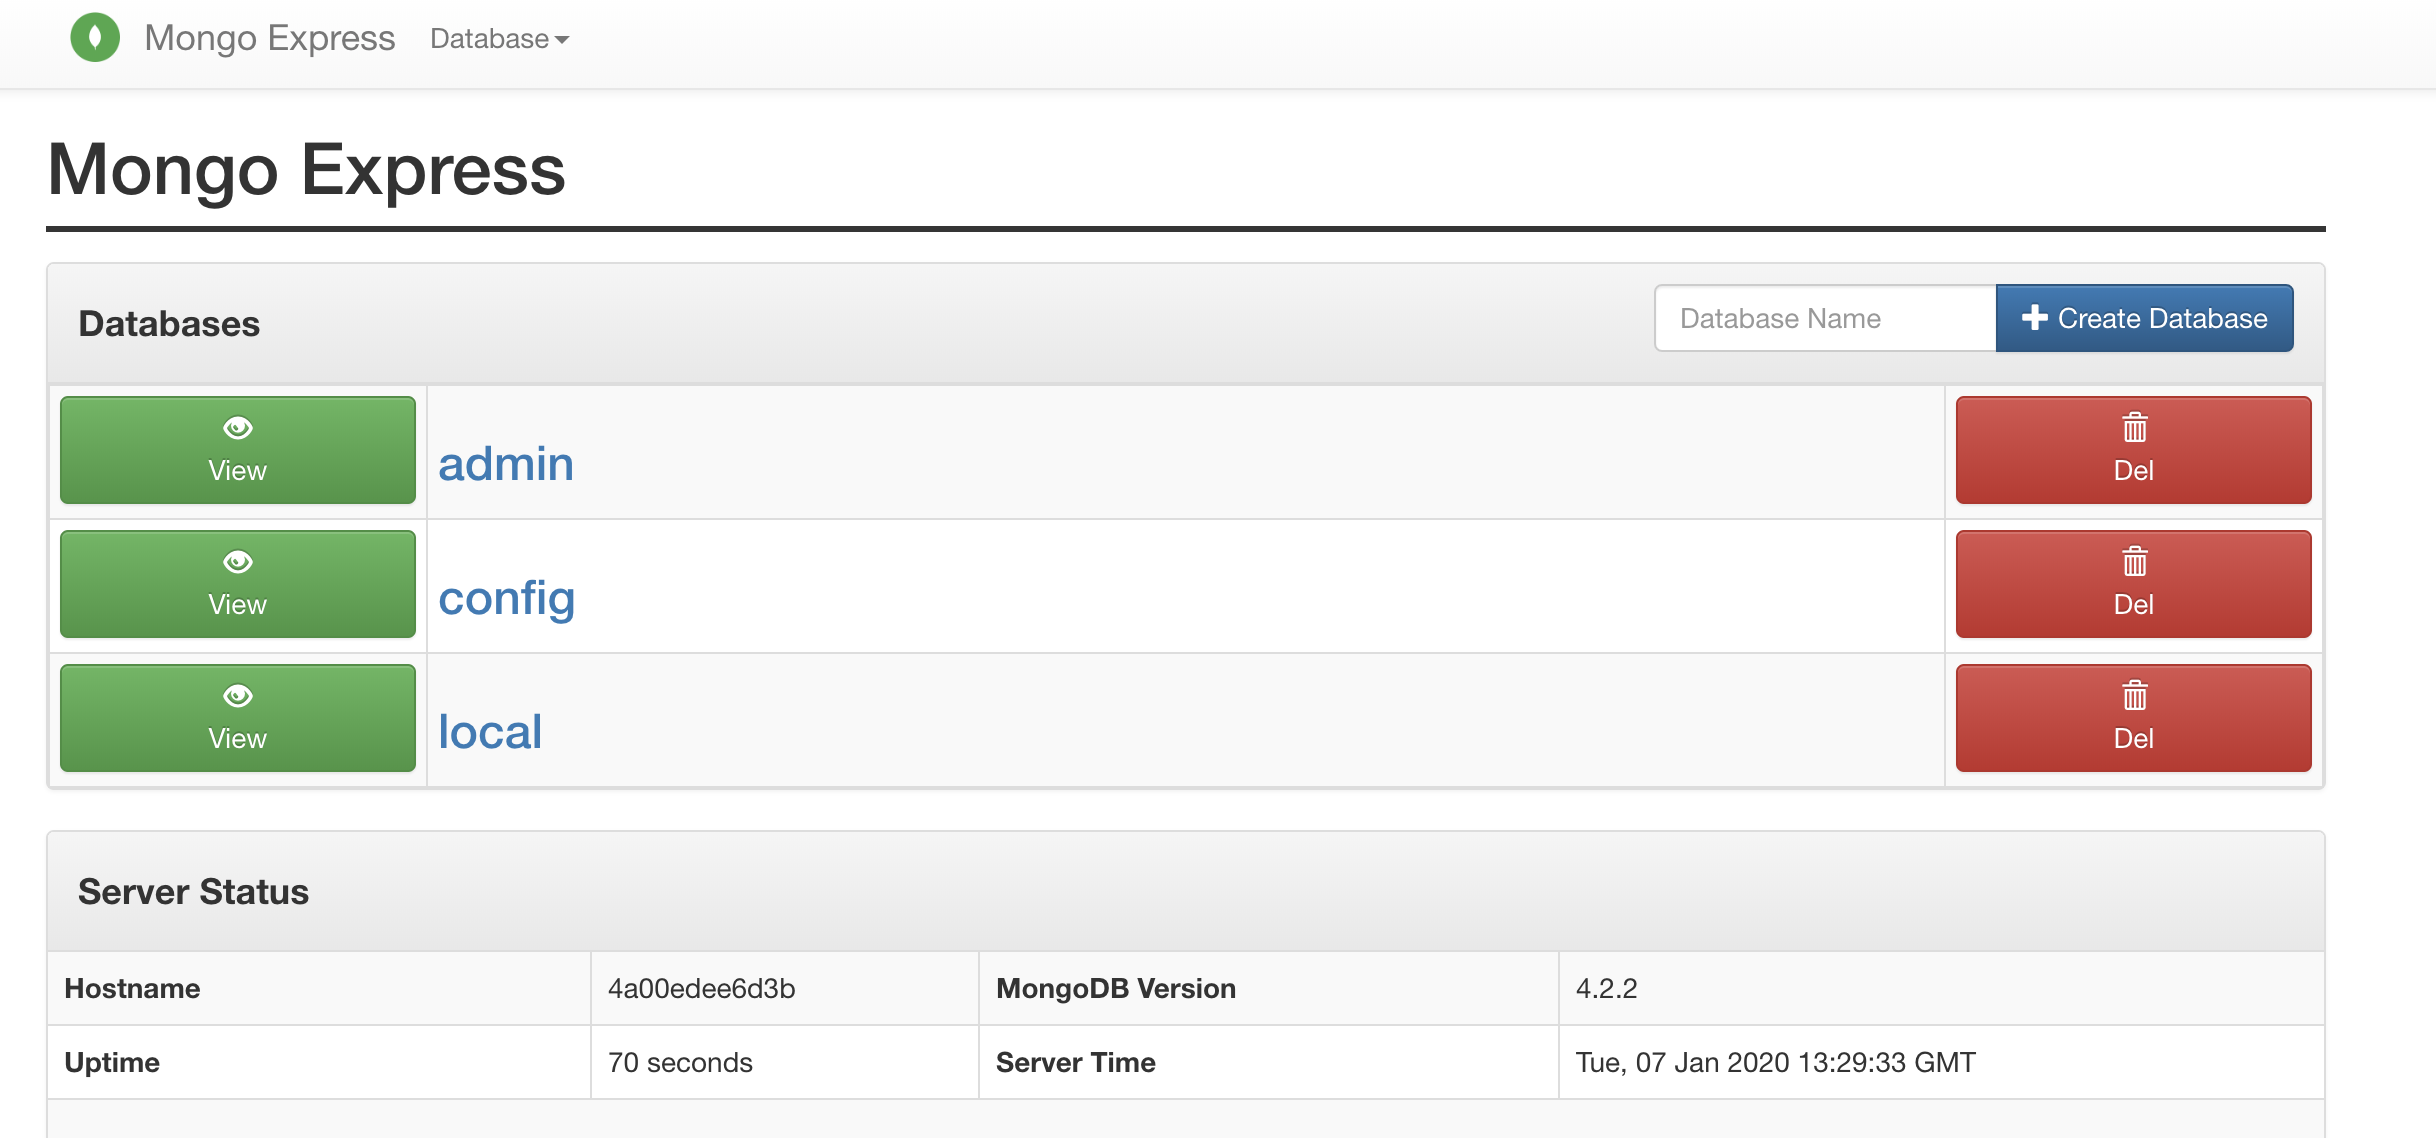 Mongo Express Database
Mongo Express
Databases
Database Name
Create Database
View admin Del
View config Del
View local Del
Server Status
Hostname 4a00edee6d3b MongoDB Version 4.2.2
Uptime 70 seconds Server Time Tue, 07 Jan 2020 13:29:33 GMT